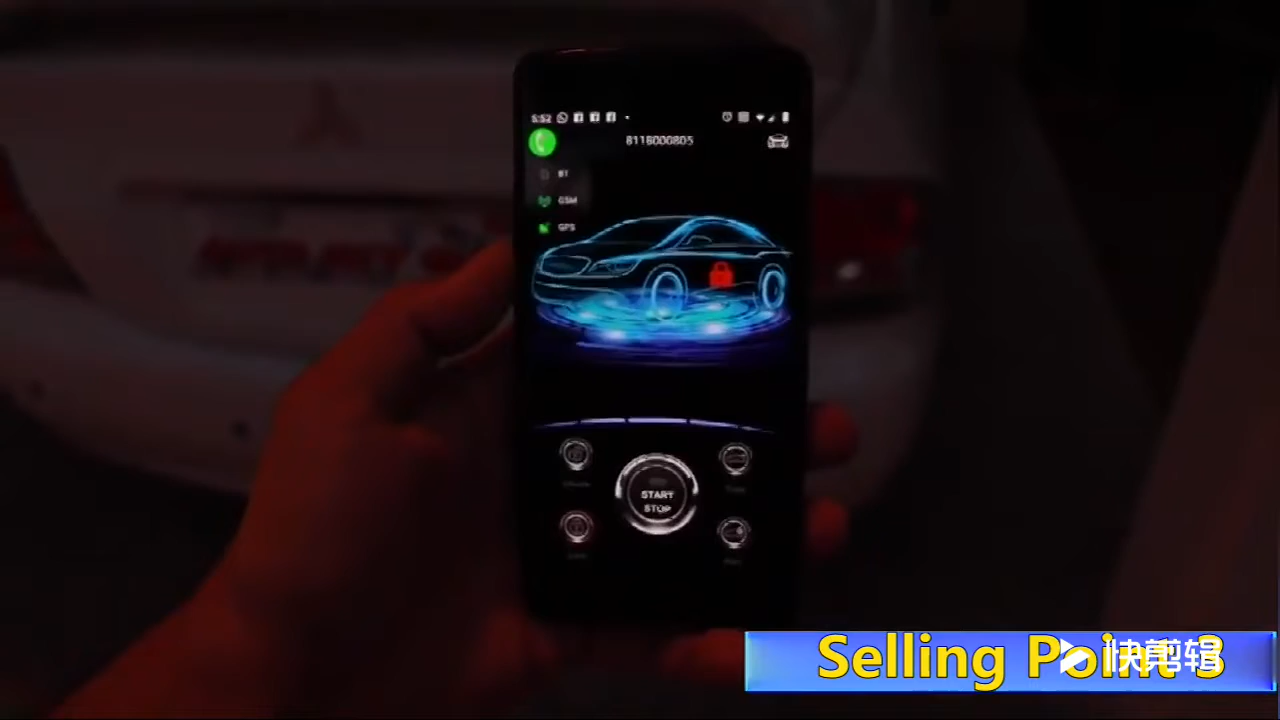 5:52
8118000805
BT
GSM
GPS
START
STOP
Selling Point 3
快剪辑